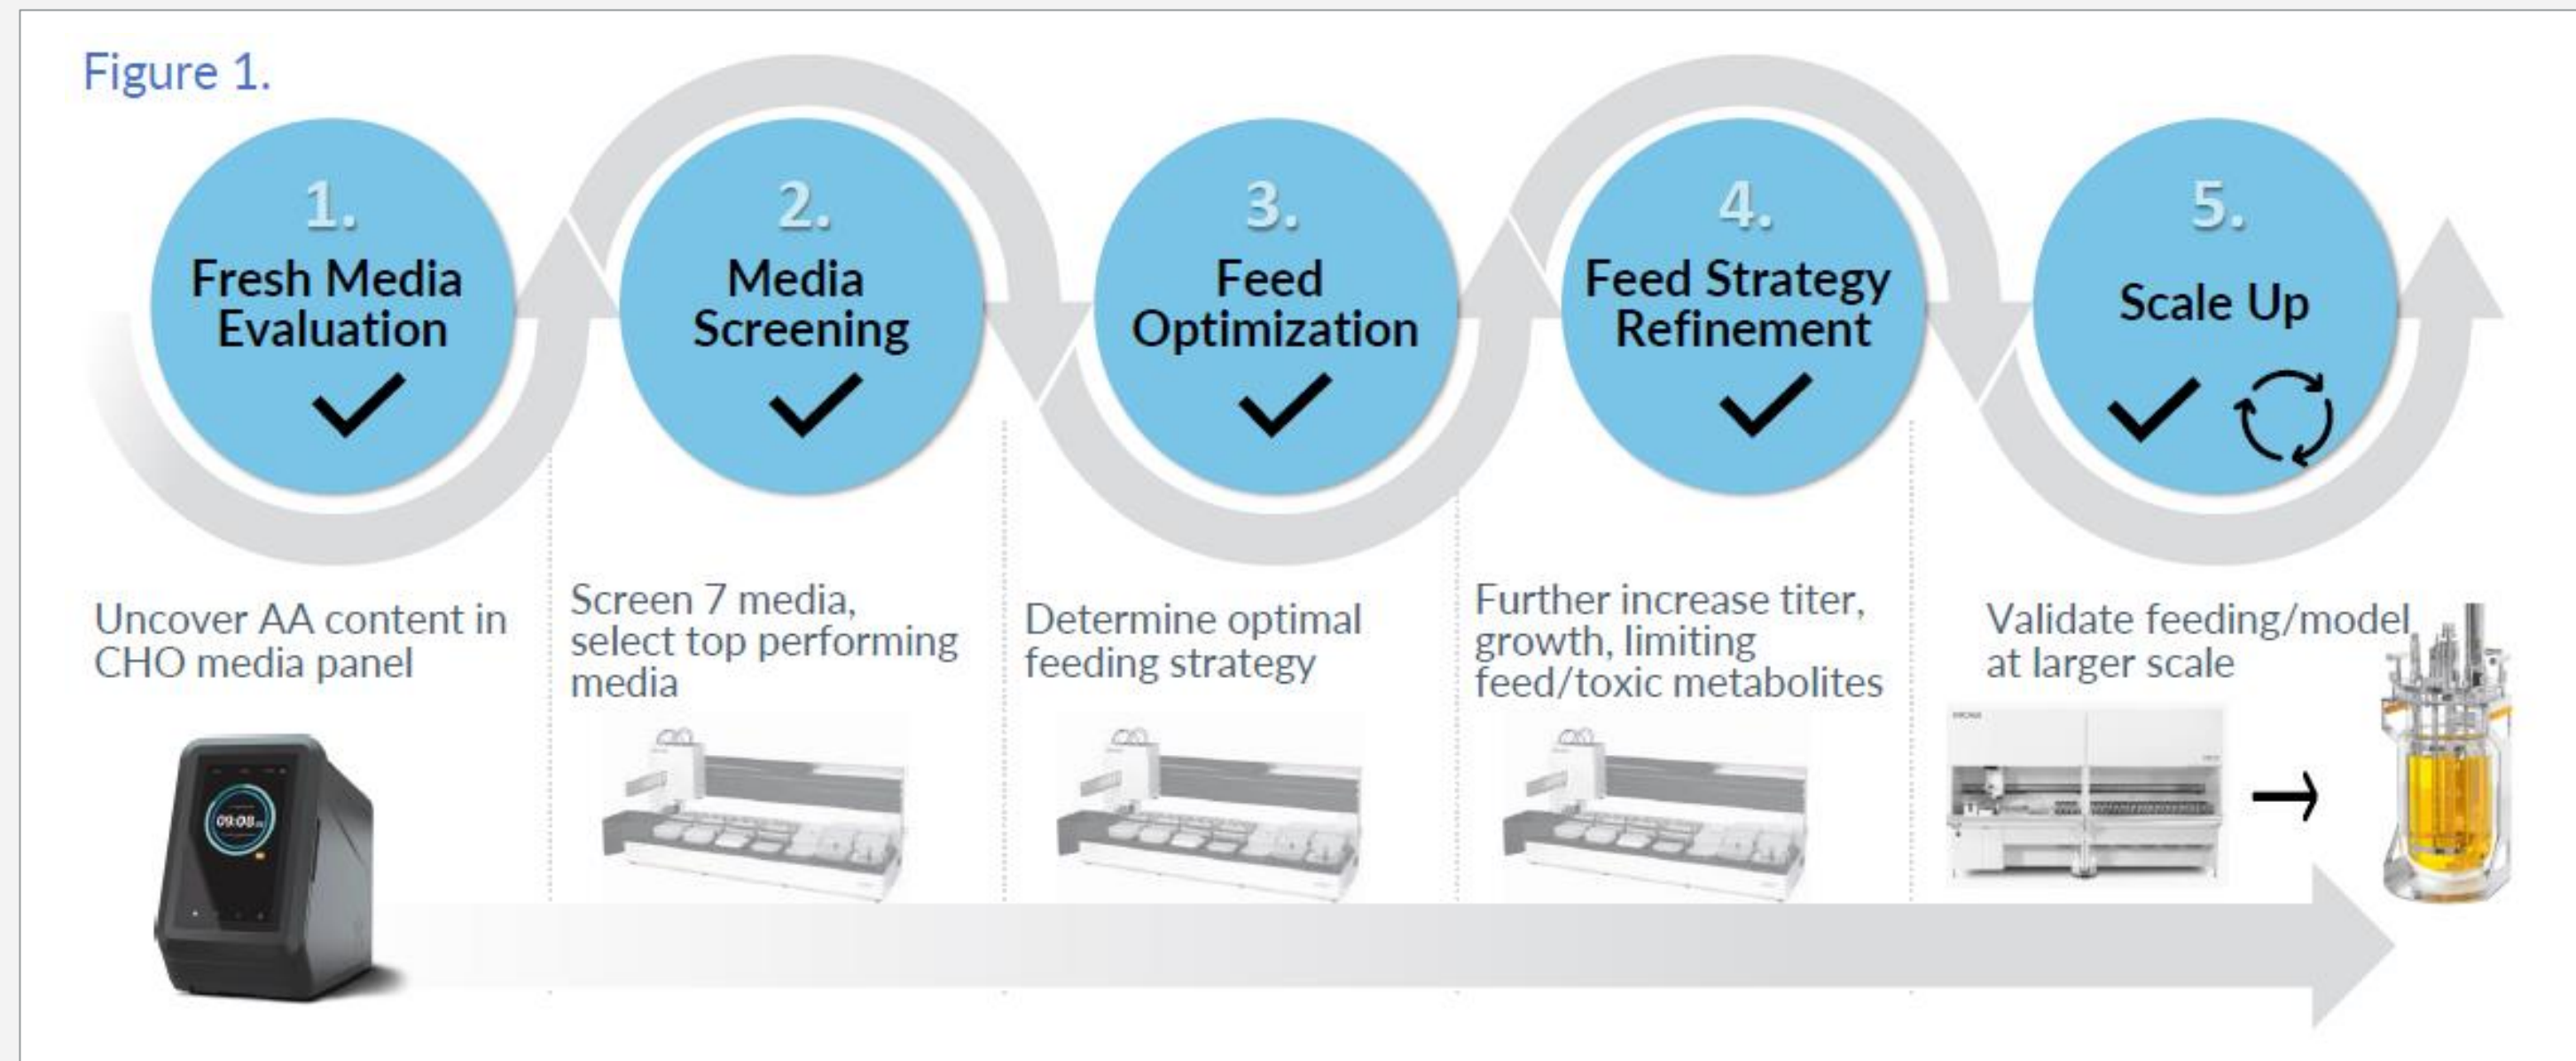 Figure 1.
1.
Fresh Media
Evaluation
2.
Media
Screening
3.
Feed
Optimization
4.
Feed Strategy
Refinement
5.
Scale Up
Uncover AA content in
CHO media panel
Screen 7 media,
select top performing
media
Determine optimal
feeding strategy
Further increase titer,
growth, limiting
feed/toxic metabolites
Validate feeding/model
at larger scale
09:08